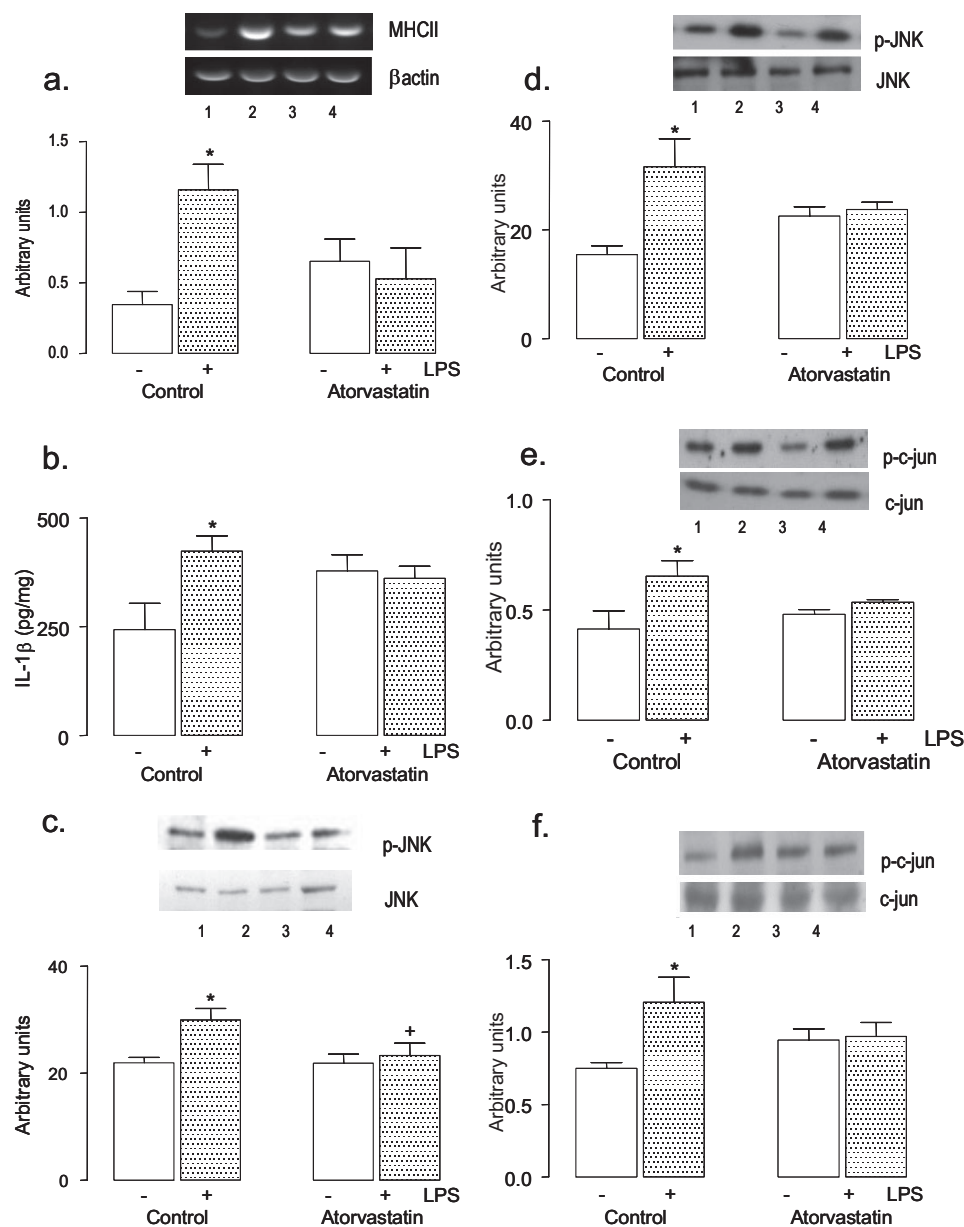 MHCII
a.
βactin
1 2 3 4
1.5
*
1.0
Arbitrary units
0.5
0.0
- + - + LPS
Control Atorvastatin
b.
500
*
IL-1β (pg/mg)
250
0
- + - + LPS
Control Atorvastatin
c.
p-JNK
JNK
1 2 3 4
40
*
+
Arbitrary units
20
0
- + - + LPS
Control Atorvastatin
p-JNK
d.
JNK
1 2 3 4
40
*
Arbitrary units
20
0
- + + LPS
- Control Atorvastatin
e.
p-c-jun
c-jun
1.0
1 2 3 4
*
Arbitrary units
0.5
0.0
- + - + LPS
Control Atorvastatin
f.
p-c-jun
c-jun
1 2 3 4
1.5
*
1.0
Arbitrary units
0.5
0.0
- + - + LPS
Control Atorvastatin